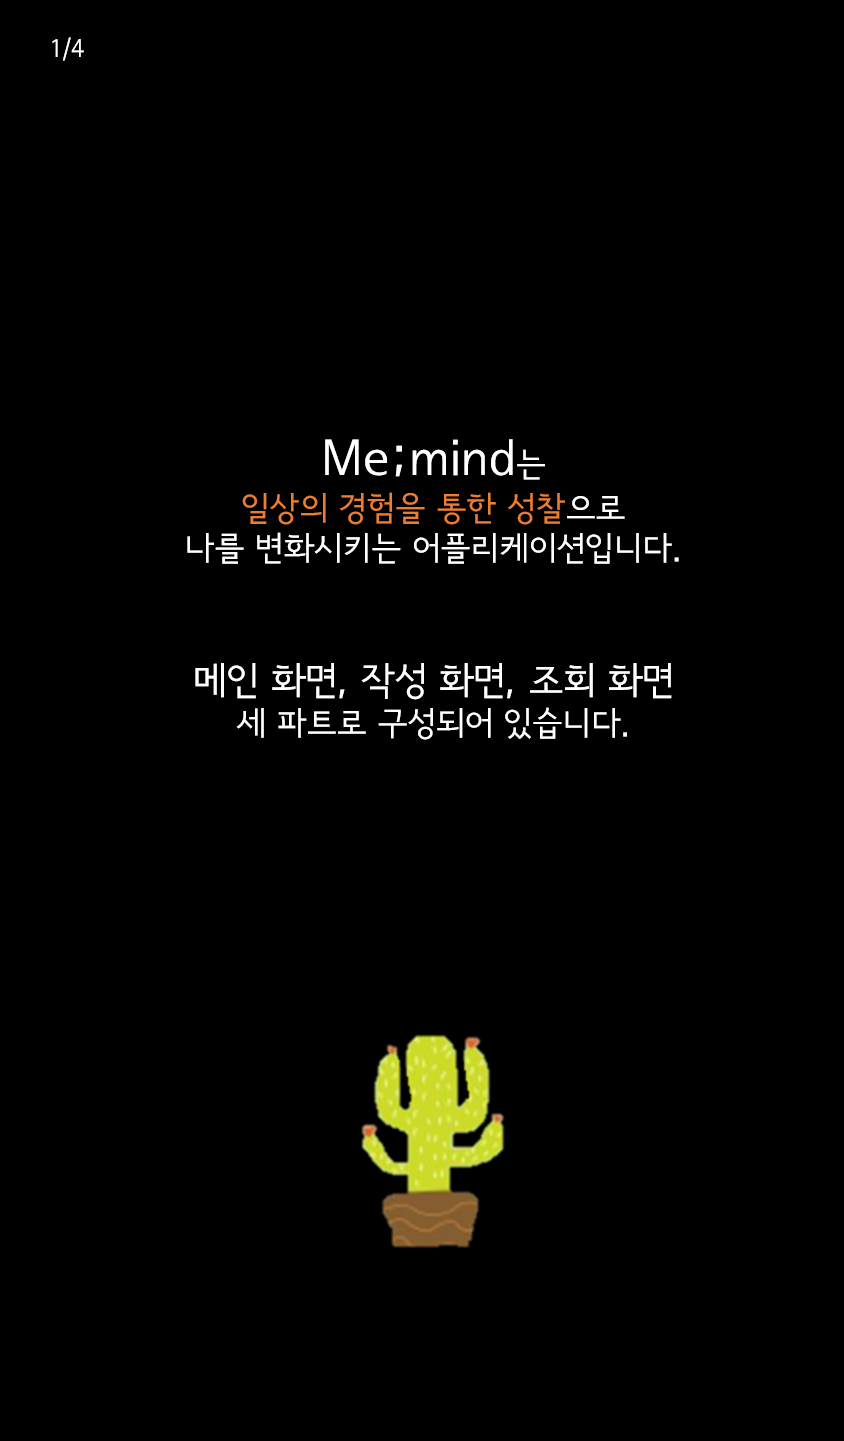 1/4
Me;mind는
일상의 경험을 통한 성찰으로
나를 변화시키는 어플리케이션입니다.
메인 화면, 작성 화면, 조회 화면
세 파트로 구성되어 있습니다.